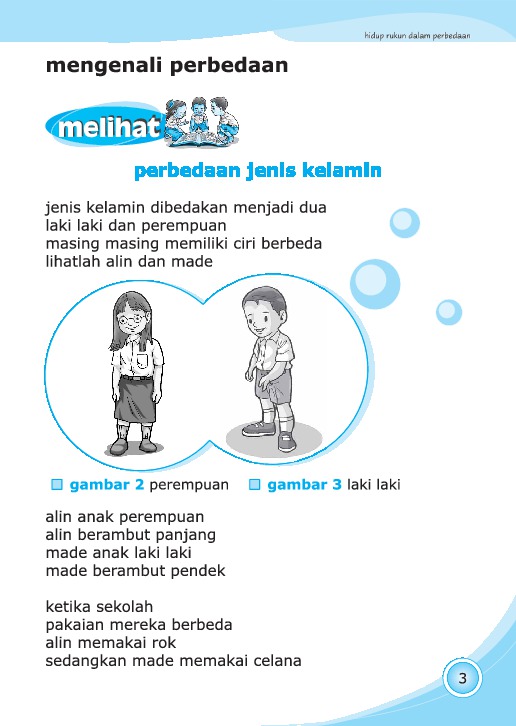 hidup rukun dalam perbedaan
mengenali perbedaan
melihat
perbedaan jenis kelamin
jenis kelamin dibedakan menjadi dua
laki laki dan perempuan
masing masing memiliki ciri berbeda
lihatlah alin dan made
gambar 2 perempuan
gambar 3 laki laki
alin anak perempuan
alin berambut panjang
made anak laki laki
made berambut pendek
ketika sekolah
pakaian mereka berbeda
alin memakai rok
sedangkan made memakai celana
3